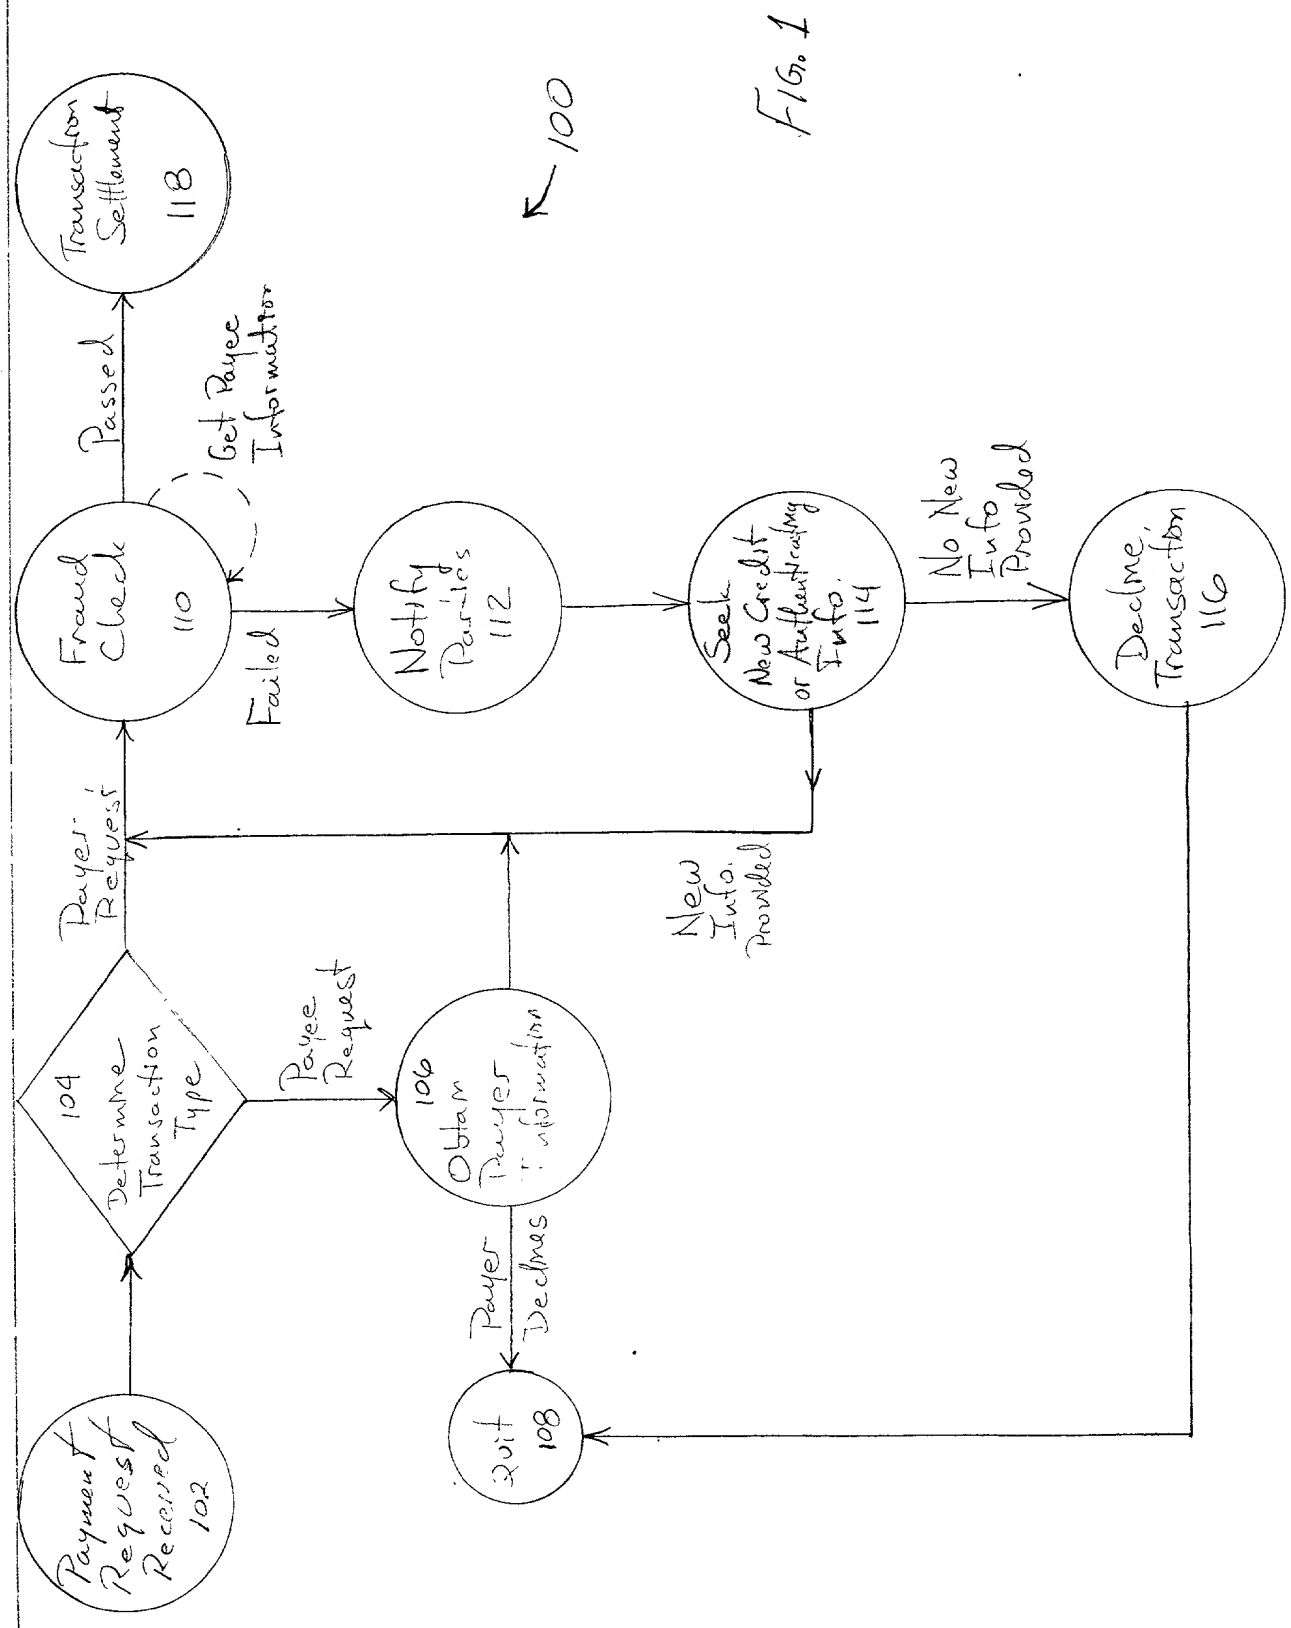 Payment
Request
Received
102
104
Determine
Transaction
Type
Payer
Request
Fraud
Check
110
Passed
Transaction
Settlement
118
Get Payee
Information
Failed
Payee
Request
106
Obtain
Payer
Information
Payer
Declines
Quit
108
Notify
Parties
112
Seek
New Credit
or Authenticating
Info.
114
New
Info.
Provided
No New
Info
Provided
Decline
Transaction
116
100
FIG. 1